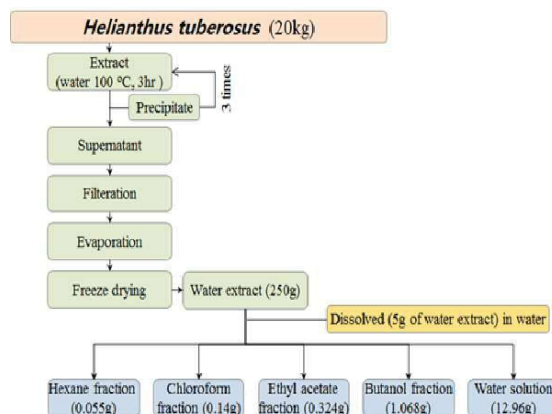 Helianthus tuberosus (20kg)
Extract
(water 100 ℃, 3hr )
3 times
Precipitate
Supernatant
Filteration
Evaporation
Freeze drying
Water extract (250g)
Dissolved (5g of water extract) in water
Hexane fraction
(0.055g)
Chloroform
fraction (0.14g)
Ethyl acetate
fraction (0.324g)
Butanol fraction
(1.068g)
Water solution
(12.96g)